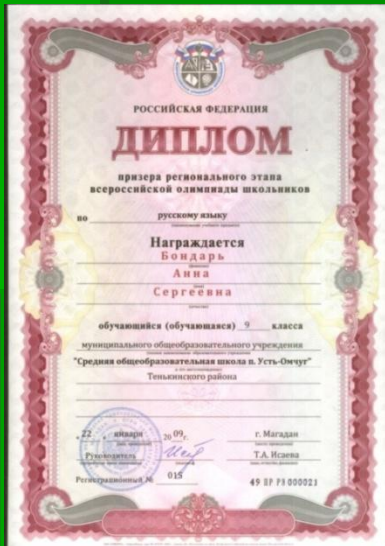 РОССИЙСКАЯ ФЕДЕРАЦИЯ
ДИПЛОМ
призера регионального этапа
всероссийской олимпиады школьников
по русскому языку
Награждается
Бондарь
Анна
Сергеевна
обучающийся (обучающаяся) 9 класса
муниципального общеобразовательного учреждения
"Средняя общеобразовательная школа п. Усть-Омчуг"
Тенькинского района
"22" января 2009г. г. Магадан
Руководитель Т.А. Исаева
Регистрационный № 015
49 ПР РЯ 000021